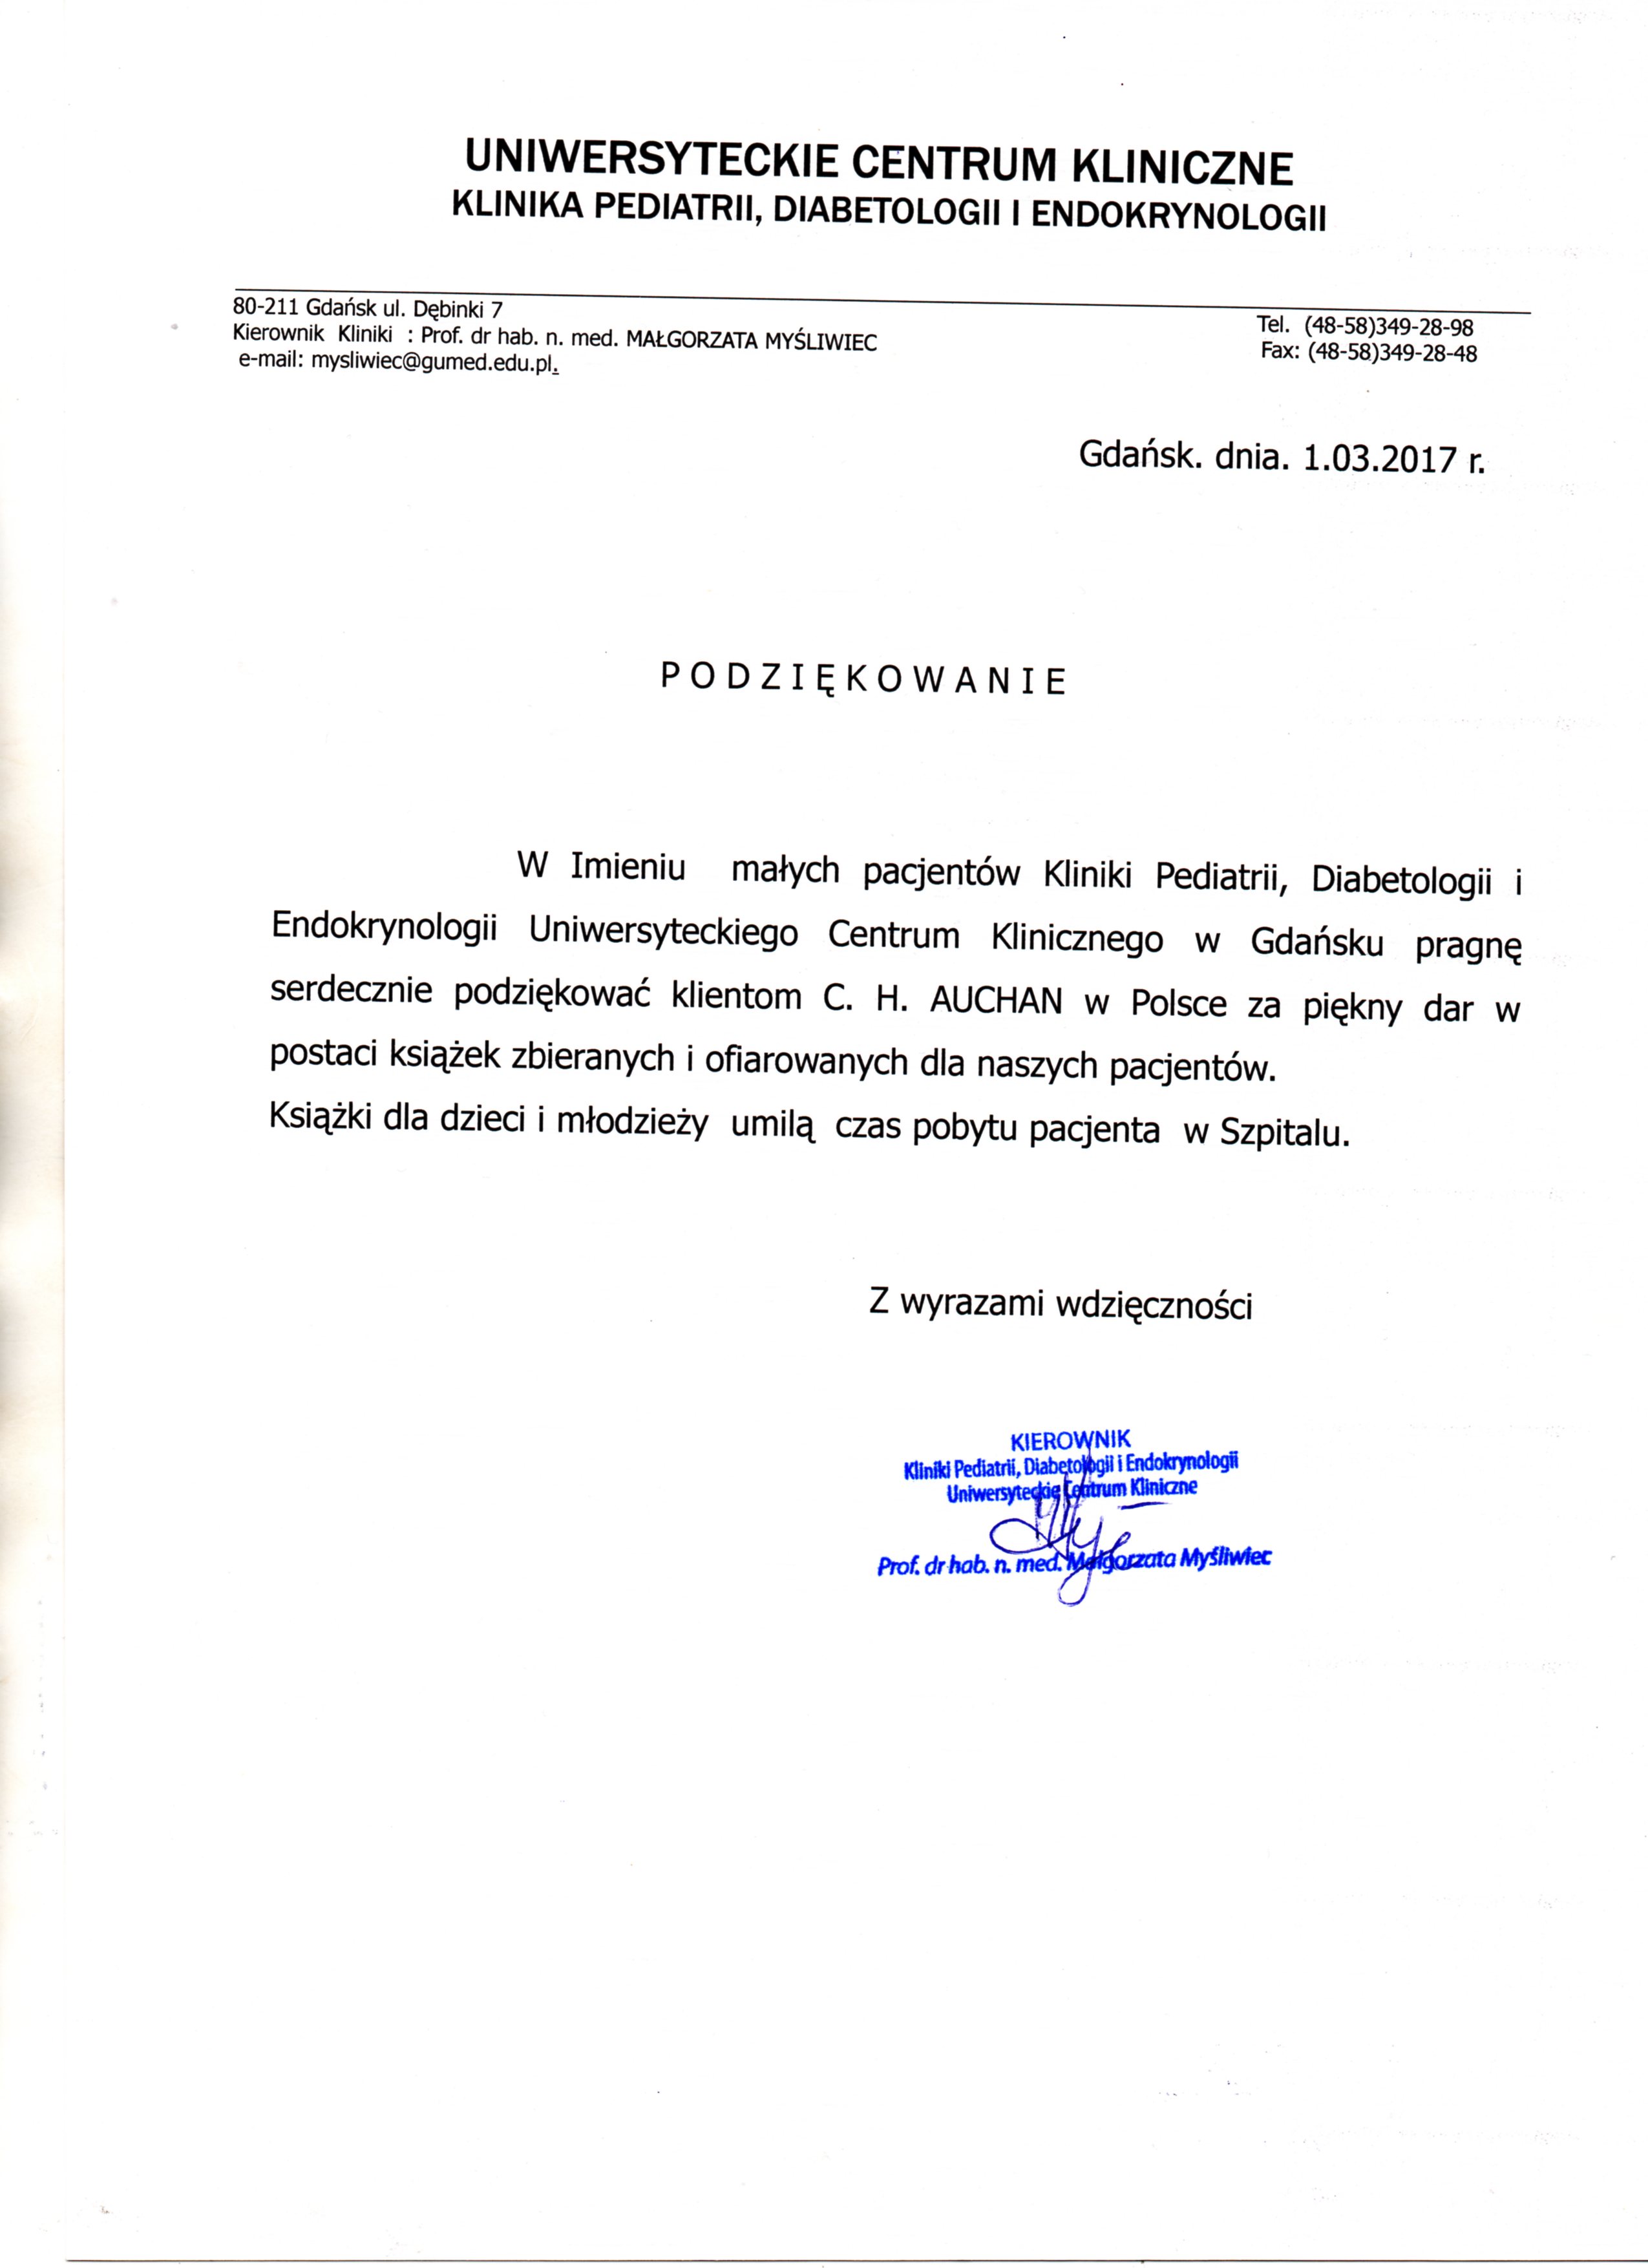 UNIWERSYTECKIE CENTRUM KLINICZNE
KLINIKA PEDIATRII, DIABETOLOGII I ENDOKRYNOLOGII
80-211 Gdańsk ul. Dębinki 7
Kierownik Kliniki : Prof. dr hab. n. med. MAŁGORZATA MYŚLIWIEC
e-mail: mysliwiec@gumed.edu.pl.
Tel. (48-58)349-28-98
Fax: (48-58)349-28-48
Gdańsk. dnia. 1.03.2017 r.
P O D Z I Ę K O W A N I E
W Imieniu małych pacjentów Kliniki Pediatrii, Diabetologii i
Endokrynologii Uniwersyteckiego Centrum Klinicznego w Gdańsku pragnę
serdecznie podziękować klientom C. H. AUCHAN w Polsce za piękny dar w
postaci książek zbieranych i ofiarowanych dla naszych pacjentów.
Książki dla dzieci i młodzieży umilą czas pobytu pacjenta w Szpitalu.
Z wyrazami wdzięczności
KIEROWNIK
Kliniki Pediatrii, Diabetologii i Endokrynologii
Uniwersyteckie Centrum Kliniczne
Prof. dr hab. n. med. Małgorzata Myśliwiec